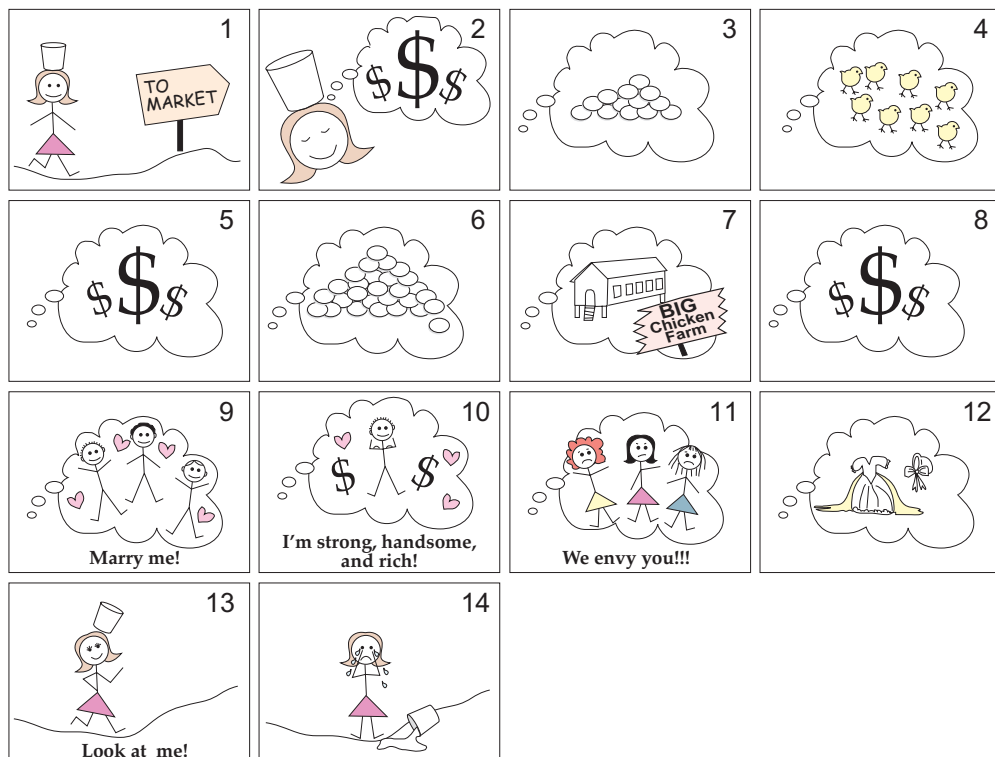 1
TO
MARKET
2
$ $ $
3
4
5
$ $ $
6
7
BIG
Chicken
Farm
8
$ $ $
9
Marry me!
10
$ $
I'm strong, handsome,
and rich!
11
We envy you!!!
12
13
Look at me!
14